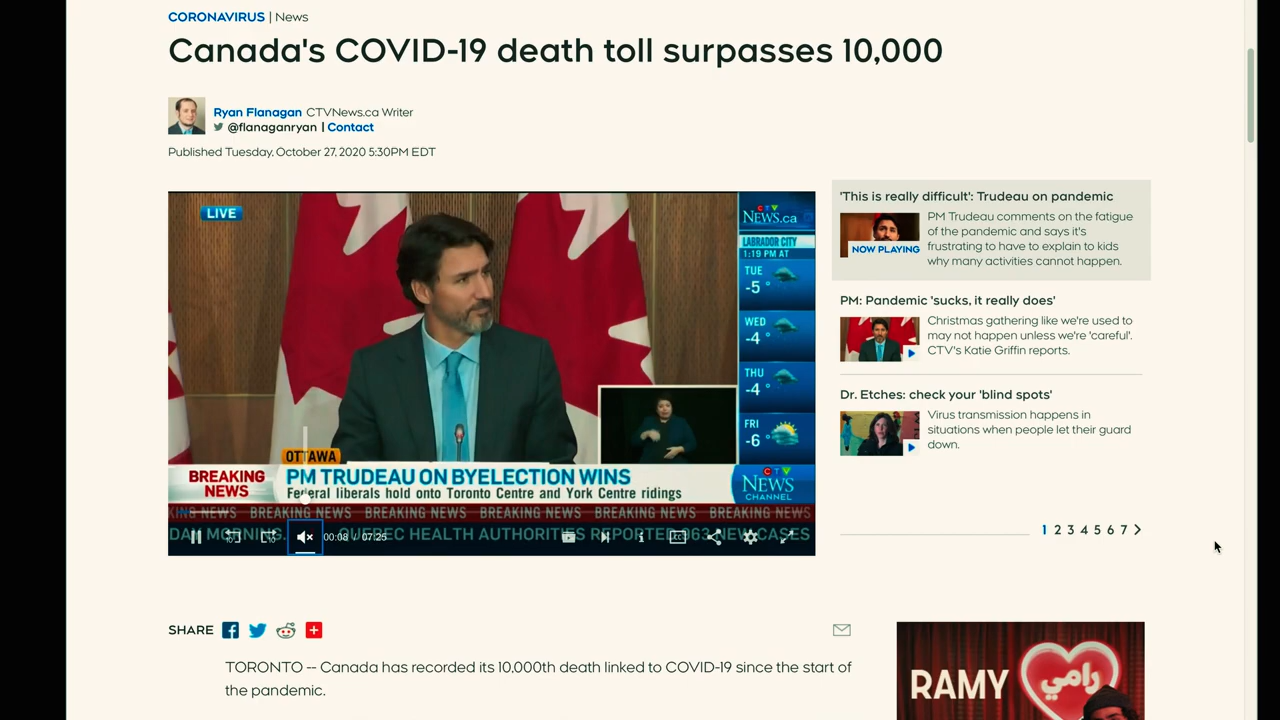 CORONAVIRUS | News
Canada's COVID-19 death toll surpasses 10,000
Ryan Flanagan CTVNews.ca Writer
@flanaganryan | Contact
Published Tuesday, October 27, 2020 5:30PM EDT
LIVE
CTV
NEWS.ca
LABRADOR CITY
1:19 PM AT
TUE
-5°
WED
-4°
THU
-4°
FRI
-6°
OTTAWA
BREAKING
NEWS
PM TRUDEAU ON BYELECTION WINS
Federal liberals hold onto Toronto Centre and York Centre ridings
CTV
NEWS
CHANNEL
KING NEWS BREAKING NEWS BREAKING NEWS BREAKING NEWS BREAKING NEWS BREAKING NEWS
DAY MORNING. QUEBEC HEALTH AUTHORITIES REPORTED 963 NEW CASES
00:08 / 07:25
'This is really difficult': Trudeau on pandemic
NOW PLAYING
PM Trudeau comments on the fatigue
of the pandemic and says it's
frustrating to have to explain to kids
why many activities cannot happen.
PM: Pandemic 'sucks, it really does'
Christmas gathering like we're used to
may not happen unless we're 'careful'.
CTV's Katie Griffin reports.
Dr. Etches: check your 'blind spots'
Virus transmission happens in
situations when people let their guard
down.
1 2 3 4 5 6 7 >
SHARE
TORONTO -- Canada has recorded its 10,000th death linked to COVID-19 since the start of
the pandemic.
RAMY
رامي